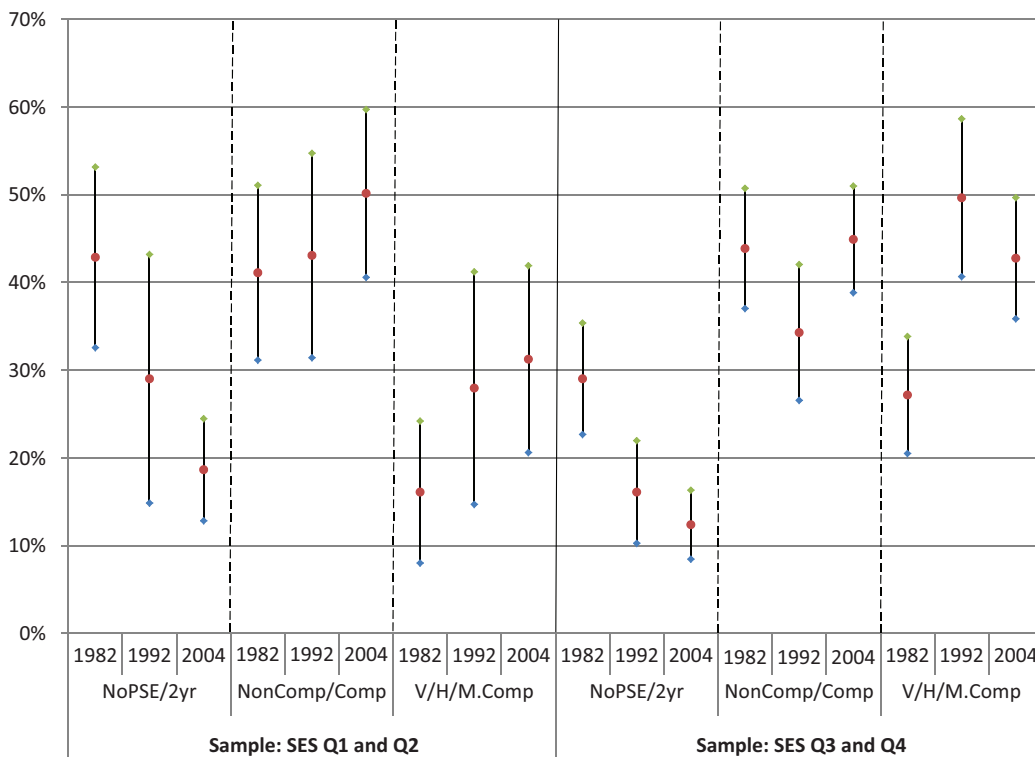 70%
60%
50%
40%
30%
20%
10%
0%
1982 1992 2004 1982 1992 2004 1982 1992 2004 1982 1992 2004 1982 1992 2004 1982 1992 2004
NoPSE/2yr NonComp/Comp V/H/M.Comp NoPSE/2yr NonComp/Comp V/H/M.Comp
Sample: SES Q1 and Q2 Sample: SES Q3 and Q4